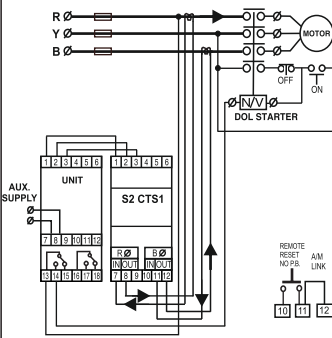 R Ø
Y Ø
B Ø
MOTOR
OFF
ON
N/V
DOL STARTER
1 2 3 4 5 6
1 2 3 4 5 6
UNIT
S2 CTS1
AUX.
SUPPLY
7 8 9 10 11 12
R Ø B Ø
IN OUT IN OUT
13 14 15 16 17 18
7 8 9 10 11 12
REMOTE
RESET
NO P.B.
A/M
LINK
10 11 12